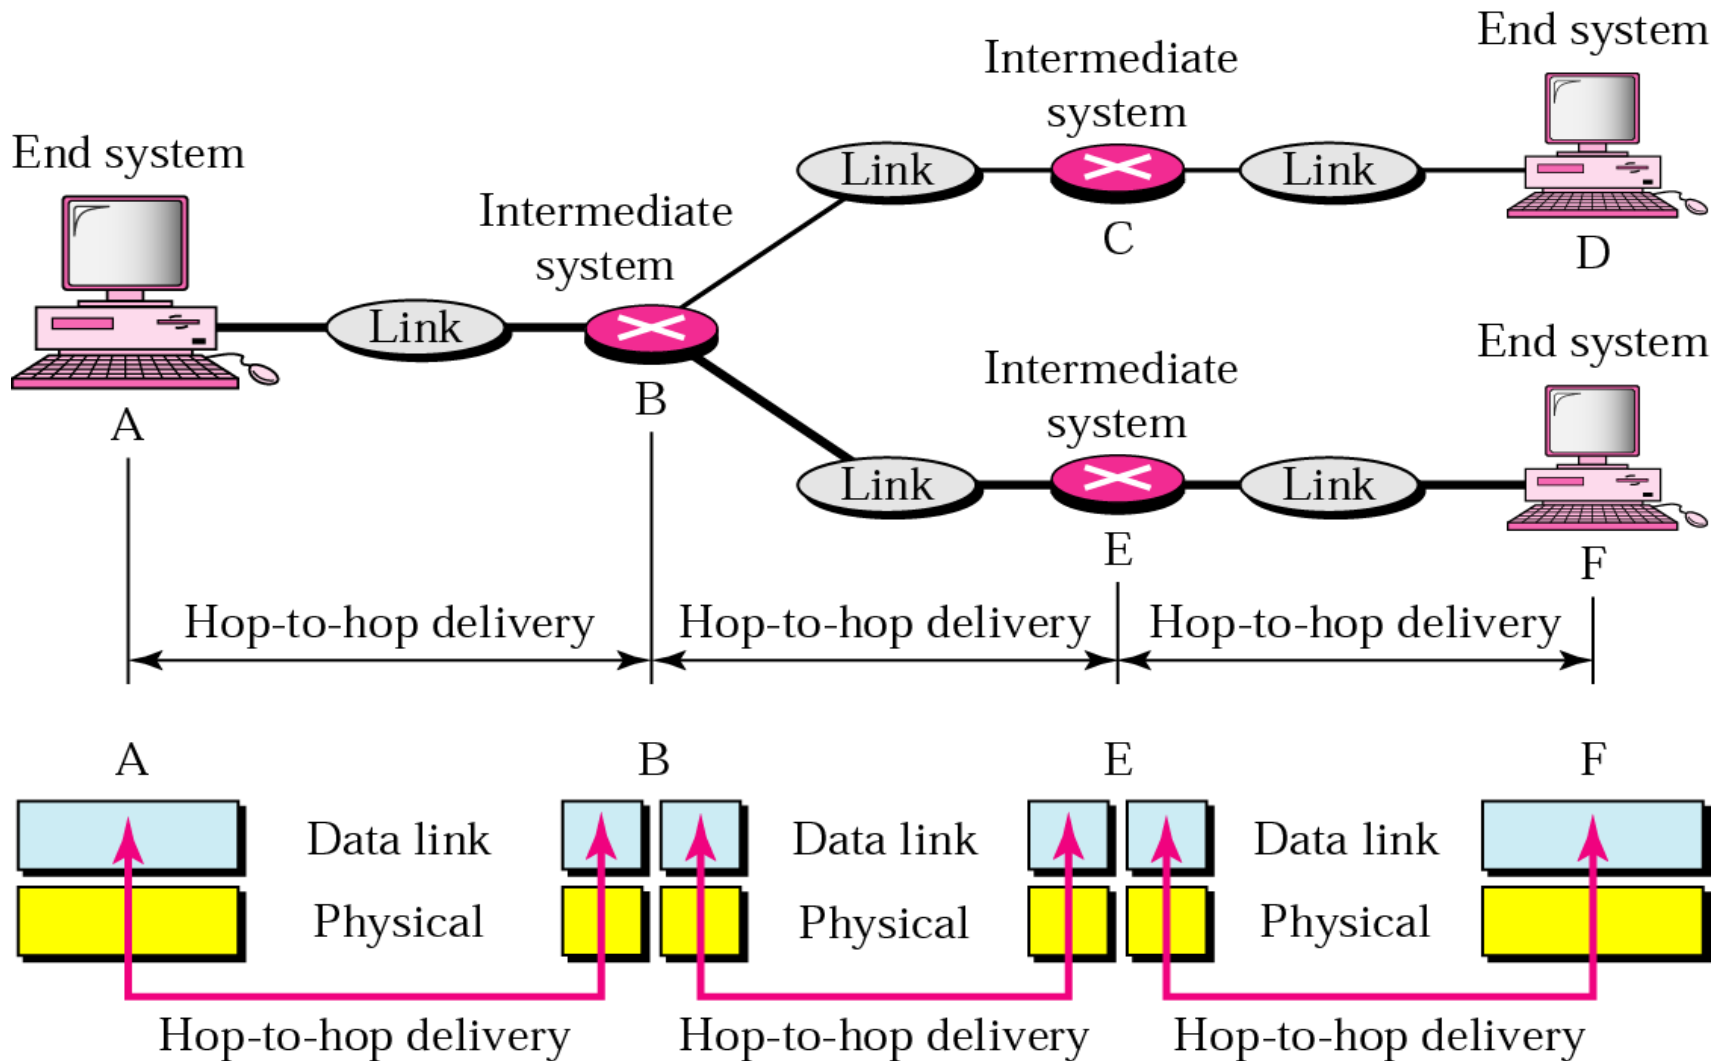 End system
Intermediate
system
End system
Link
C
Link
D
Intermediate
system
Link
A
B
End system
Intermediate
system
Link
E
Link
F
Hop-to-hop delivery
Hop-to-hop delivery
Hop-to-hop delivery
A
B
E
F
Data link
Data link
Data link
Physical
Physical
Physical
Hop-to-hop delivery
Hop-to-hop delivery
Hop-to-hop delivery